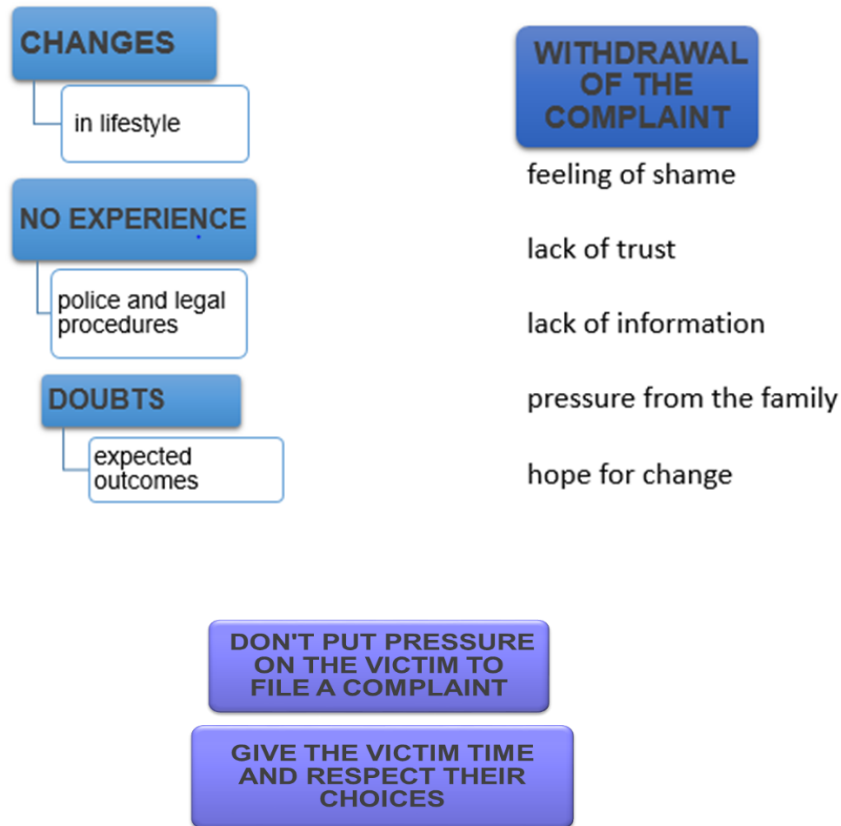 CHANGES
in lifestyle
NO EXPERIENCE
police and legal
procedures
DOUBTS
expected
outcomes
WITHDRAWAL
OF THE
COMPLAINT
feeling of shame
lack of trust
lack of information
pressure from the family
hope for change
DON'T PUT PRESSURE
ON THE VICTIM TO
FILE A COMPLAINT
GIVE THE VICTIM TIME
AND RESPECT THEIR
CHOICES